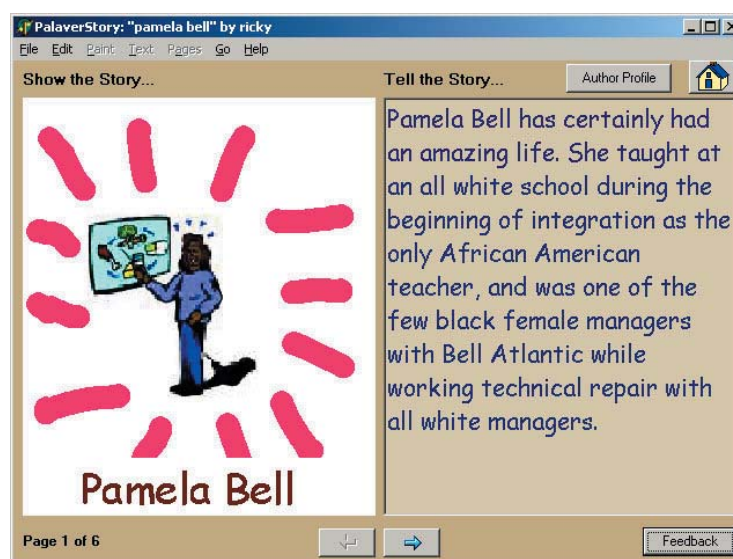 PalaverStory: "pamela bell" by ricky
File Edit Paint Text Pages Go Help
Show the Story...
Tell the Story...
Author Profile
Pamela Bell has certainly had
an amazing life. She taught at
an all white school during the
beginning of integration as the
only African American
teacher, and was one of the
few black female managers
with Bell Atlantic while
working technical repair with
all white managers.
Pamela Bell
Page 1 of 6
Feedback